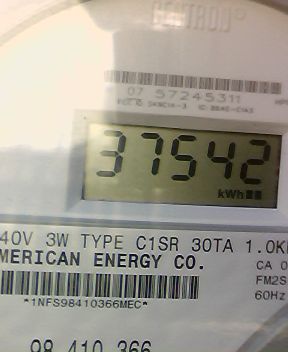 CENTRON®
07 57245311
37542
kWh
40V 3W TYPE C1SR 30TA 1.0K
MERICAN ENERGY CO.
CA 0
FM2S
*1NFS98410366MEC*
60Hz
98 410 366